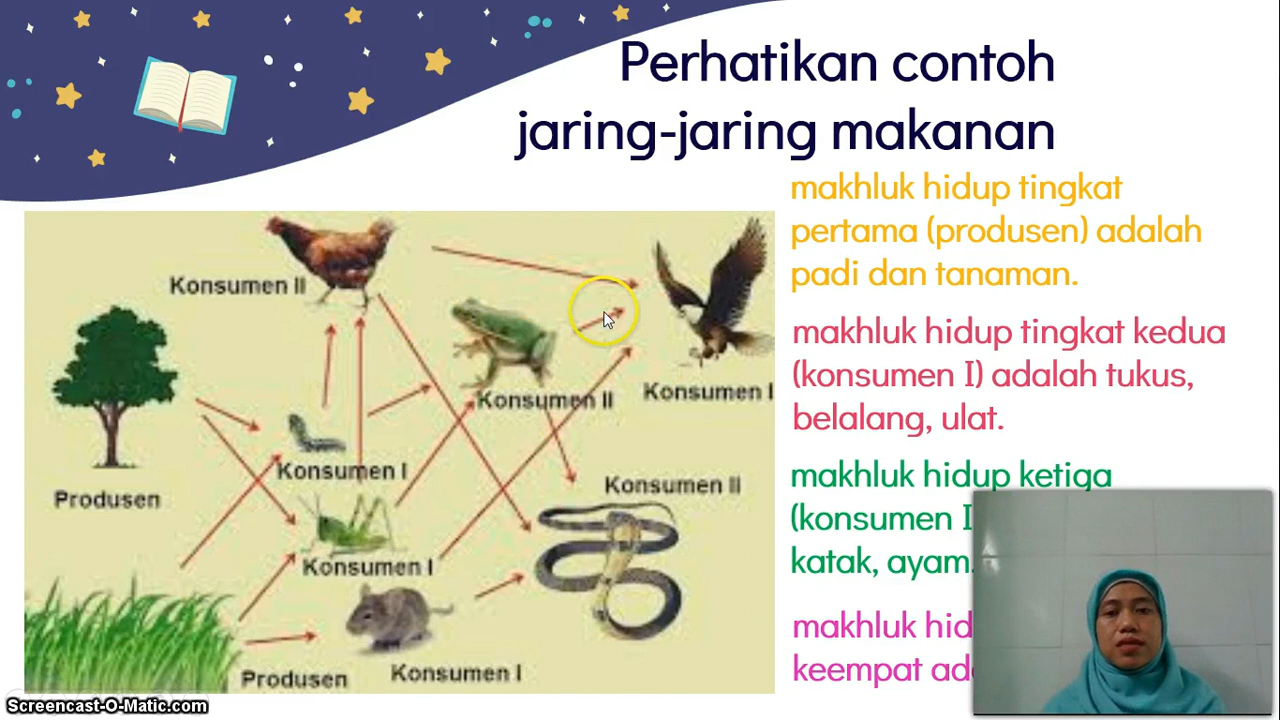 Perhatikan contoh
jaring-jaring makanan
makhluk hidup tingkat
pertama (produsen) adalah
padi dan tanaman.
makhluk hidup tingkat kedua
(konsumen I) adalah tukus,
belalang, ulat.
makhluk hidup ketiga
(konsumen I
katak, ayam.
makhluk hid
keempat ad
Konsumen II
Konsumen II
Konsumen I
Konsumen I
Produsen
Konsumen II
Konsumen I
Produsen
Konsumen I
Screencast-O-Matic.com